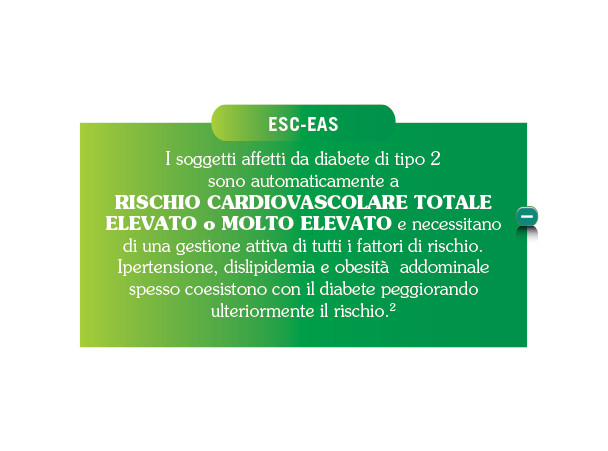 ESC-EAS
I soggetti affetti da diabete di tipo 2
sono automaticamente a
RISCHIO CARDIOVASCOLARE TOTALE
ELEVATO o MOLTO ELEVATO e necessitano
di una gestione attiva di tutti i fattori di rischio.
Ipertensione, dislipidemia e obesità  addominale
spesso coesistono con il diabete peggiorando
ulteriormente il rischio.²